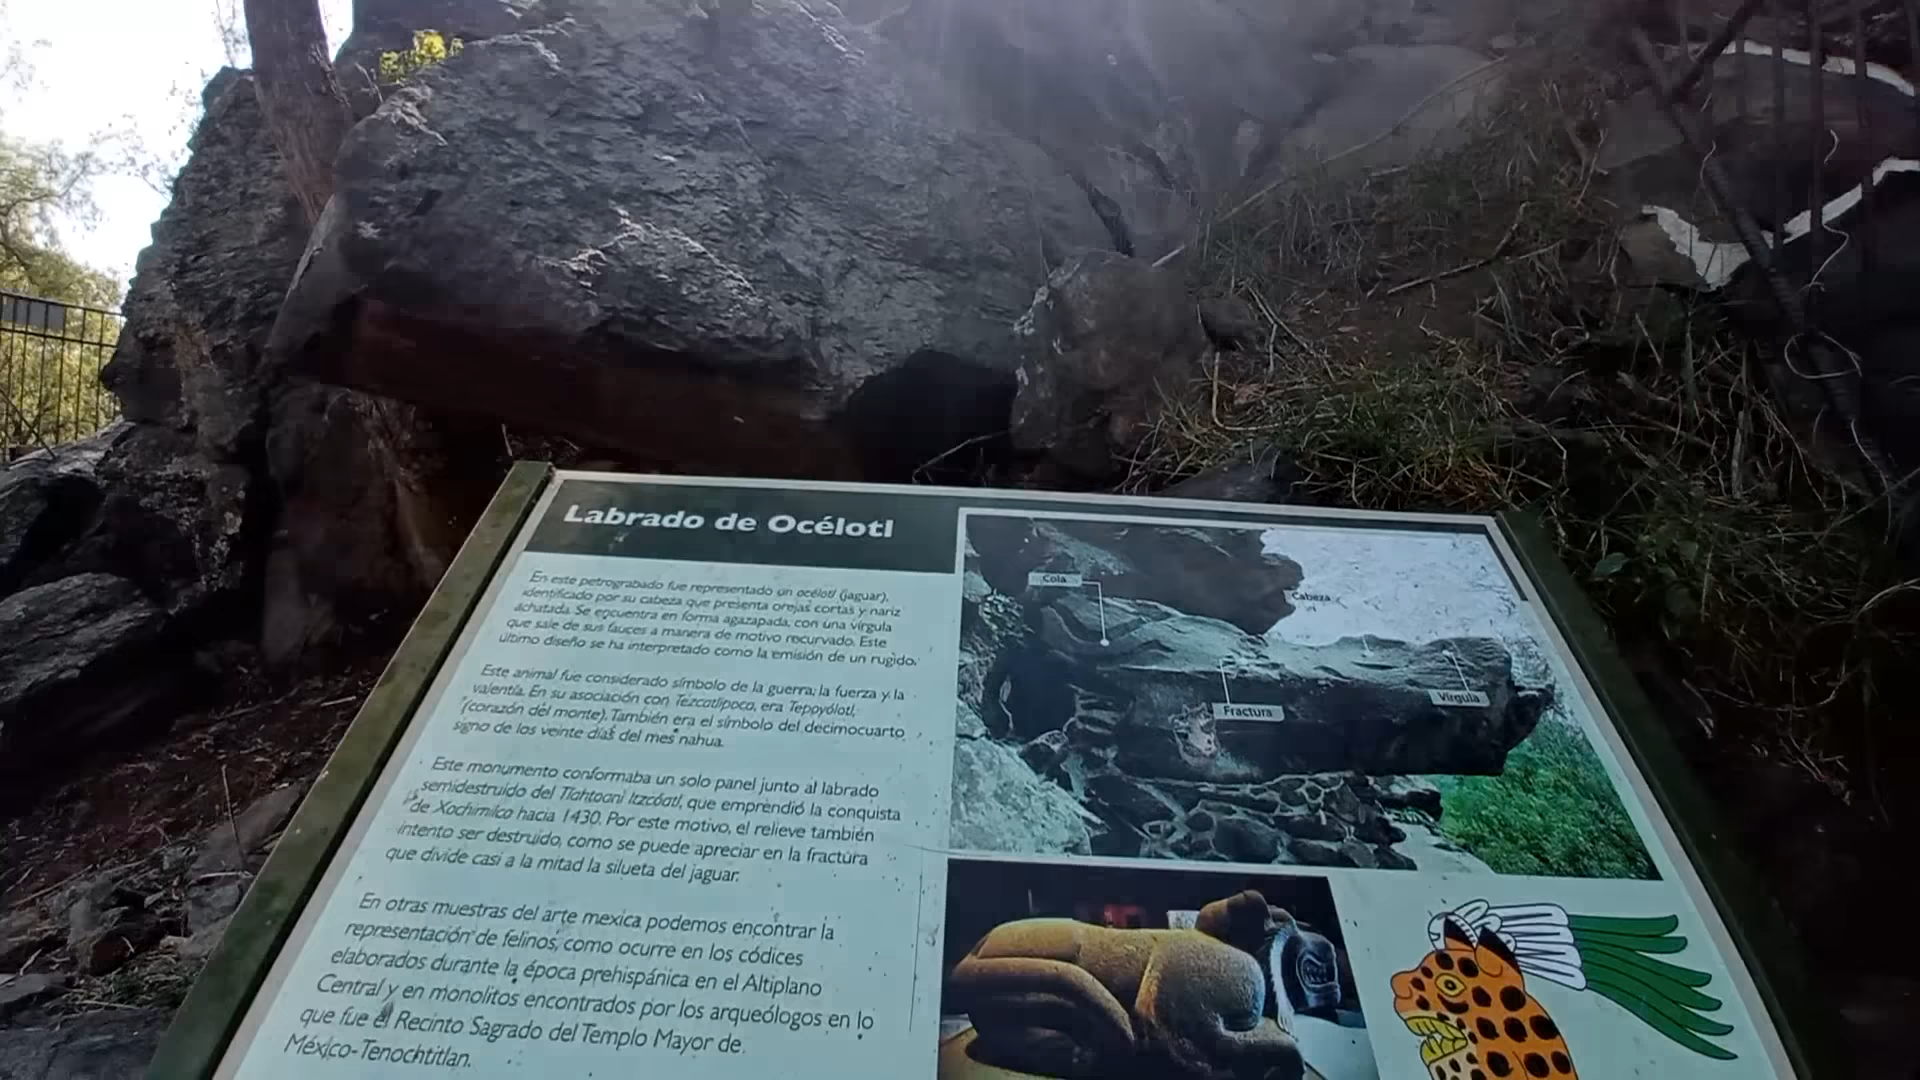 Labrado de Océlotl
En este petrograbado fue representado un océlotl (jaguar),
identificado por su cabeza que presenta orejas cortas y nariz
achatada. Se encuentra en forma agazapada, con una vírgula
que sale de sus fauces a manera de motivo recurvado. Este
último diseño se ha interpretado como la emisión de un rugido.
Este animal fue considerado símbolo de la guerra, la fuerza y la
valentía. En su asociación con Tezcatlipoca, era Tepeyólotl,
(corazón del monte). También era el símbolo del decimocuarto
signo de los veinte días del mes nahua.
Este monumento conformaba un solo panel junto al labrado
semidestruido del Tlahtoani Itzcóatl, que emprendió la conquista
de Xochimilco hacia 1430. Por este motivo, el relieve también
intento ser destruido, como se puede apreciar en la fractura
que divide casi a la mitad la silueta del jaguar.
En otras muestras del arte mexica podemos encontrar la
representación de felinos, como ocurre en los códices
elaborados durante la época prehispánica en el Altiplano
Central y en monolitos encontrados por los arqueólogos en lo
que fue el Recinto Sagrado del Templo Mayor de
México-Tenochtitlan.
Cola
Cabeza
Fractura
Vírgula